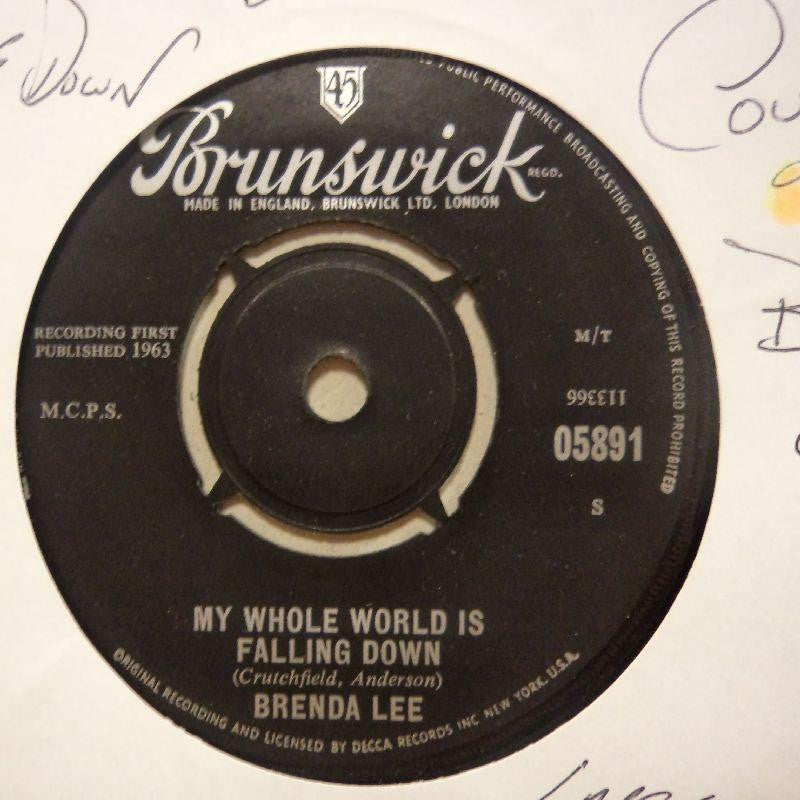 Down
Cou
45
Brunswick
REGD.
MADE IN ENGLAND, BRUNSWICK LTD. LONDON
PUBLIC PERFORMANCE BROADCASTING AND COPYING OF THIS RECORD PROHIBITED
RECORDING FIRST
PUBLISHED 1963
M.C.P.S.
M/T
113366
05891
S
MY WHOLE WORLD IS
FALLING DOWN
(Crutchfield, Anderson)
BRENDA LEE
ORIGINAL RECORDING AND LICENSED BY DECCA RECORDS INC NEW YORK. U.S.A.